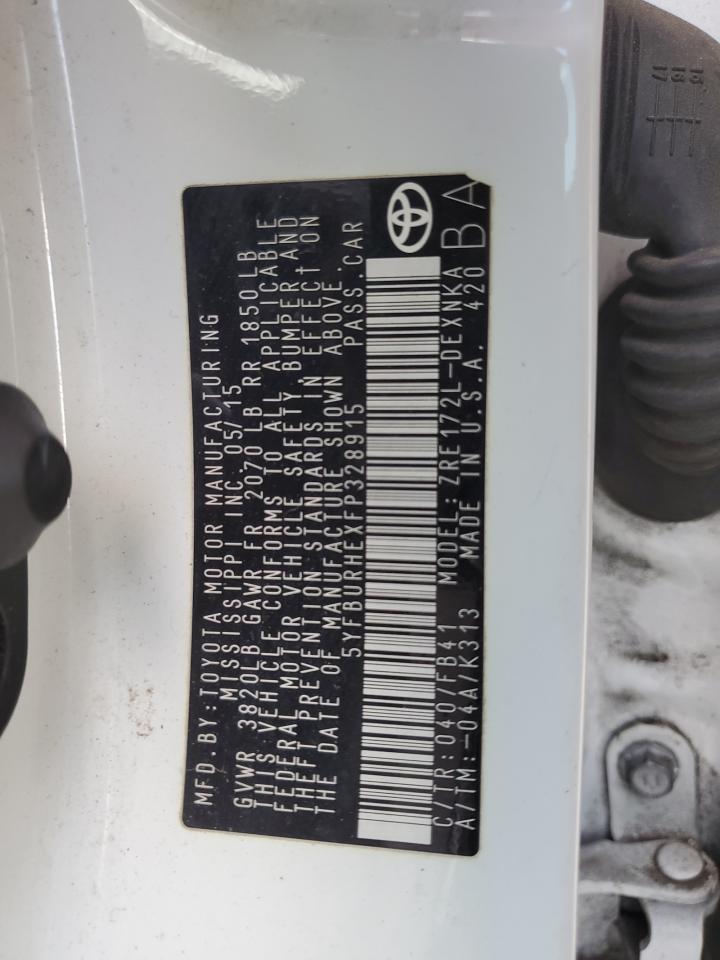 MFD.BY:TOYOTA MOTOR MANUFACTURING
MISSISSIPPI INC. 05/15
GVWR 3820LB GAWR FR 2070 LB RR 1850 LB
THIS VEHICLE CONFORMS TO ALL APPLICABLE
FEDERAL MOTOR VEHICLE SAFETY, BUMPER AND
THEFT PREVENTION STANDARDS IN EFFECT ON
THE DATE OF MANUFACTURE SHOWN ABOVE.
5YFBURHEXFP328915 PASS.CAR
C/TR:040/FB41 MODEL:ZRE172L-DEXNKA
A/TM:-04A/K313 MADE IN U.S.A. 420 BA